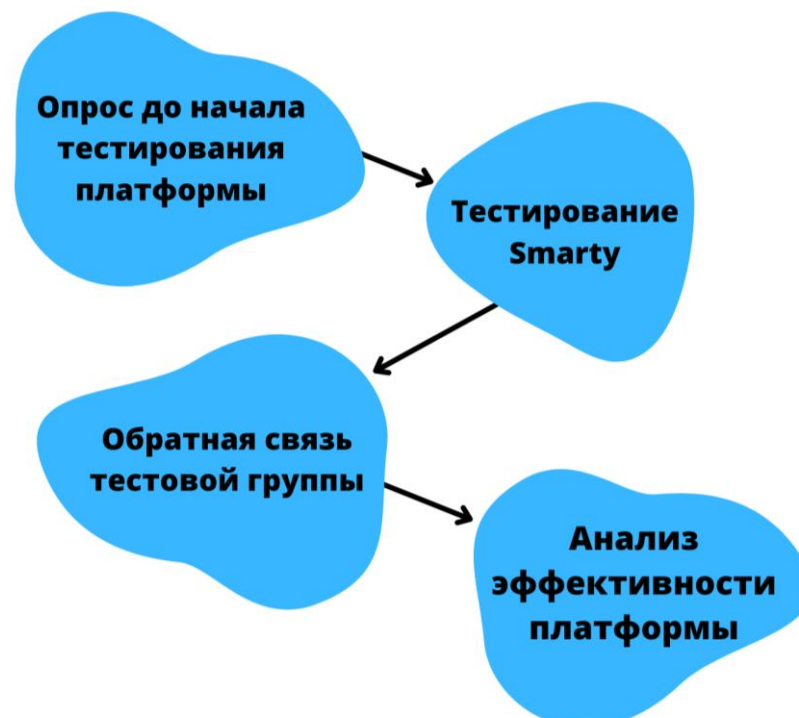 Опрос до начала
тестирования
платформы
Тестирование
Smarty
Обратная связь
тестовой группы
Анализ
эффективности
платформы